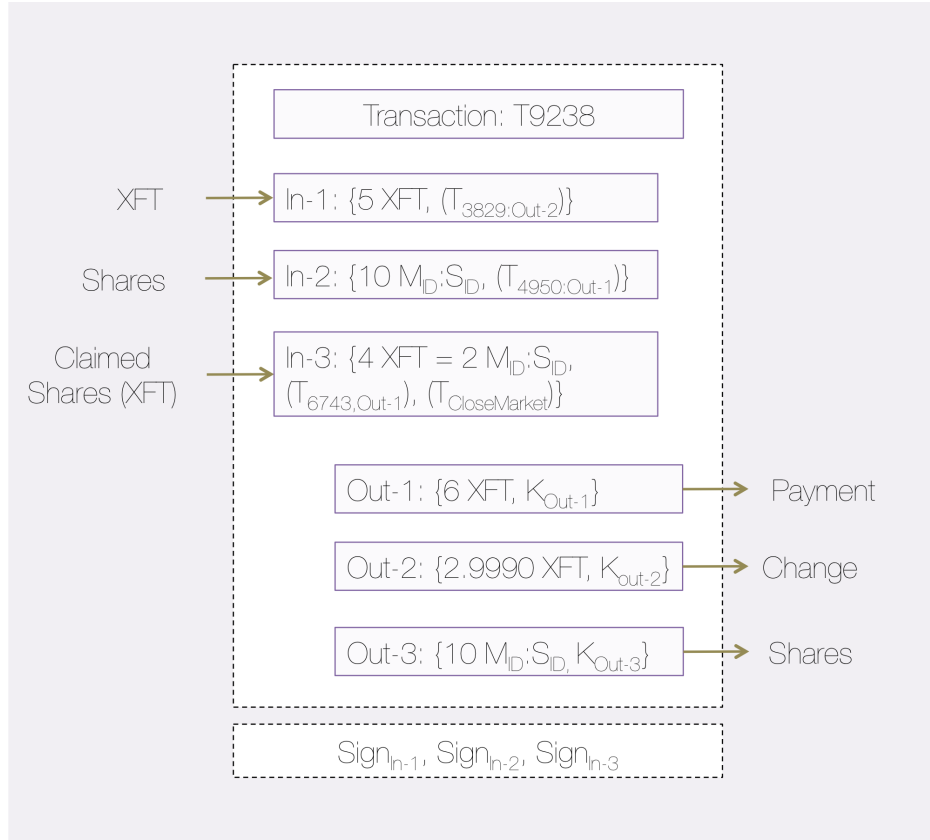 Transaction: T9238
XFT
In-1: {5 XFT, (T3829:Out-2)}
Shares
In-2: {10 MID:SID, (T4950:Out-1)}
Claimed
Shares (XFT)
In-3: {4 XFT = 2 MID:SID,
(T6743,Out-1), (TCloseMarket)}
Out-1: {6 XFT, KOut-1}
Payment
Out-2: {2.9990 XFT, Kout-2}
Change
Out-3: {10 MID:SID, KOut-3}
Shares
SignIn-1, SignIn-2, SignIn-3